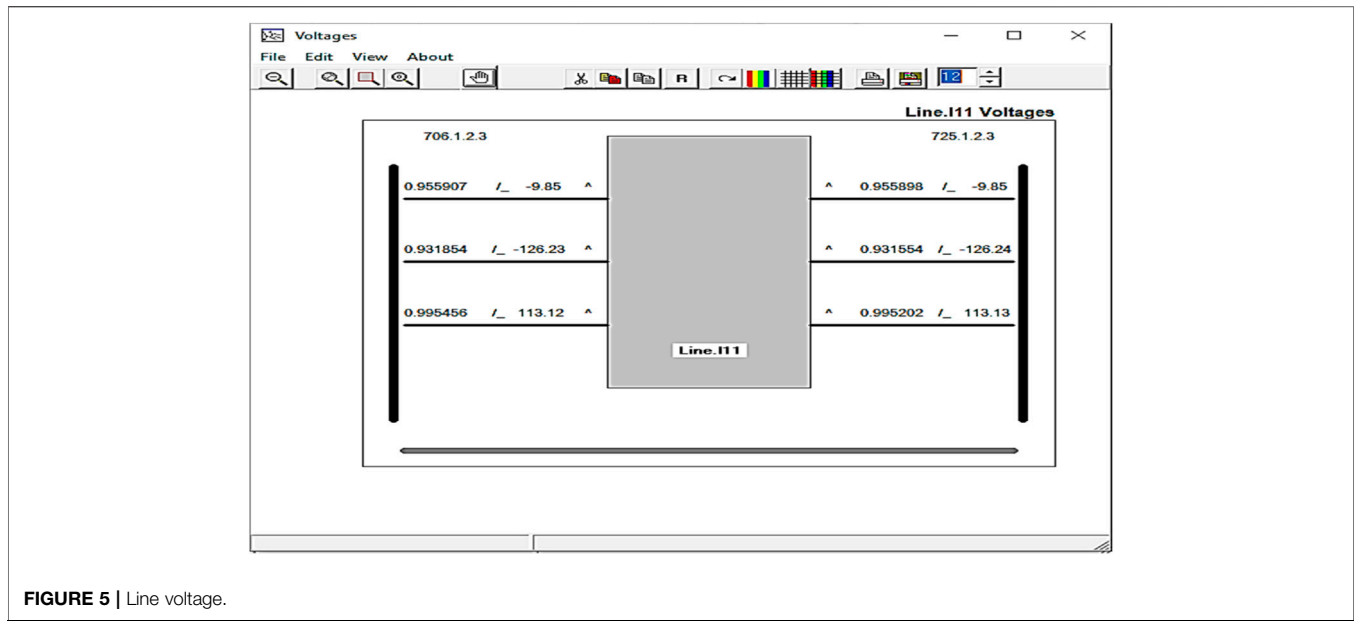 Voltages
File Edit View About
R 12
Line.l11 Voltages
706.1.2.3 725.1.2.3
0.955907 /_ -9.85 ^ ^ 0.955898 /_ -9.85
0.931854 /_ -126.23 ^ ^ 0.931554 /_ -126.24
0.995456 /_ 113.12 ^ ^ 0.995202 /_ 113.13
Line.l11
FIGURE 5 | Line voltage.